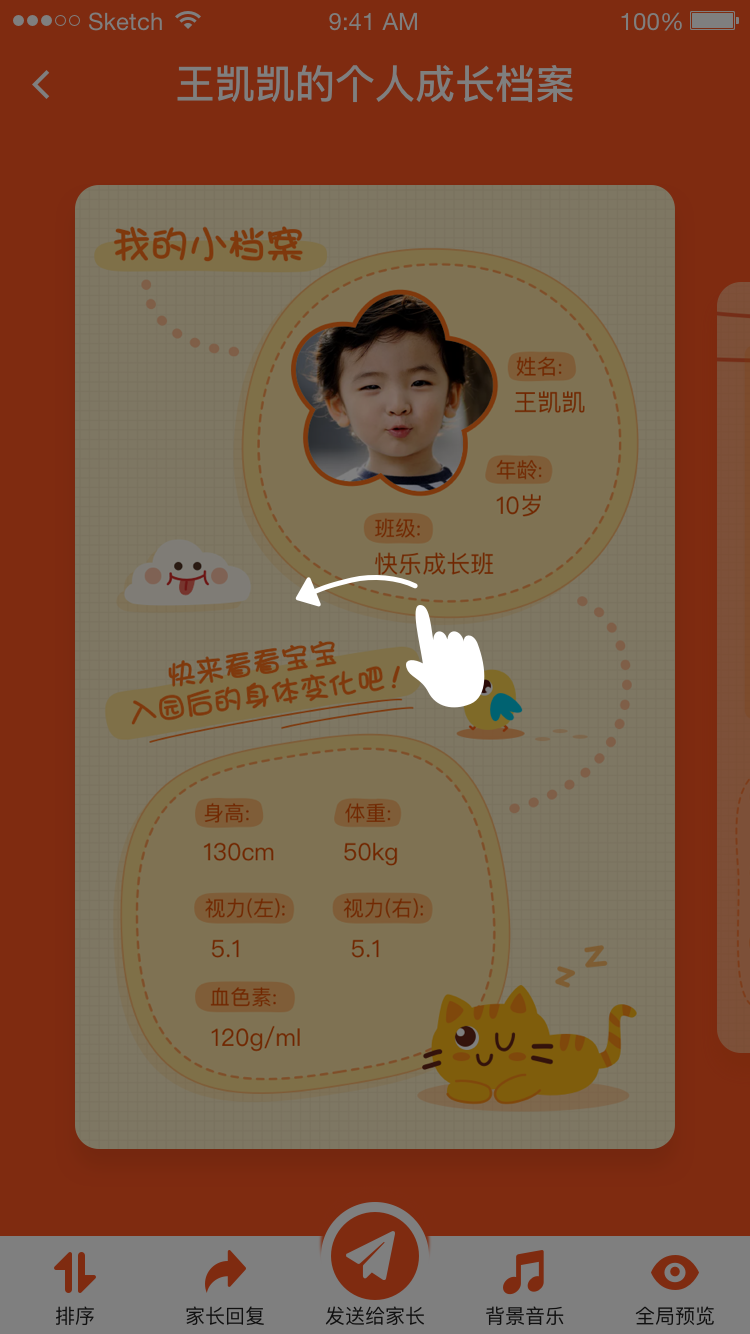 Sketch 9:41 AM 100%
王凯凯的个人成长档案
我的小档案
姓名:
王凯凯
年龄:
10岁
班级:
快乐成长班
快来看看宝宝
入园后的身体变化吧!
身高: 体重:
130cm 50kg
视力(左): 视力(右):
5.1 5.1
血色素:
120g/ml
z z
排序 家长回复 发送给家长 背景音乐 全局预览